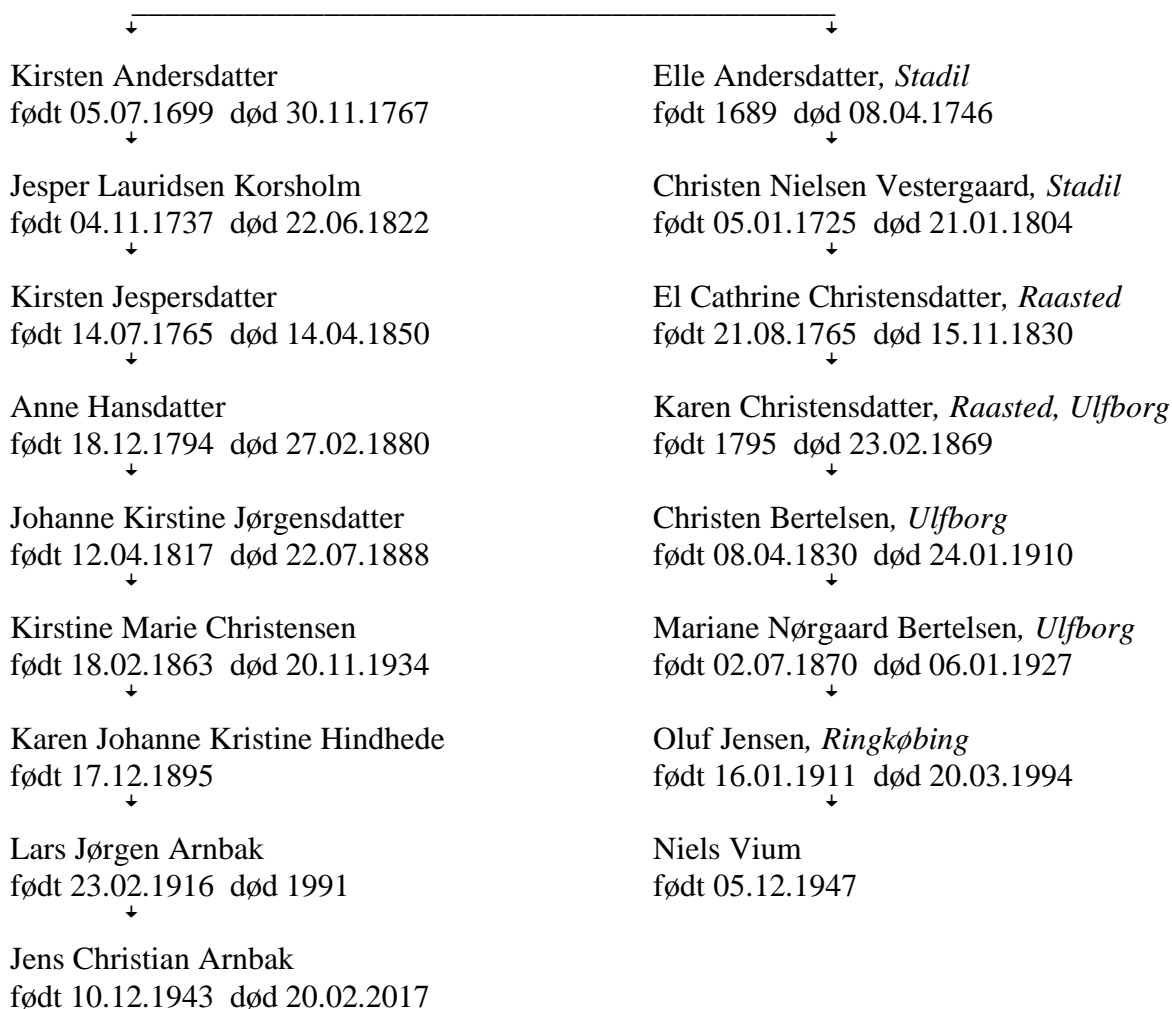 Kirsten Andersdatter
født 05.07.1699 død 30.11.1767
Jesper Lauridsen Korsholm
født 04.11.1737 død 22.06.1822
Kirsten Jespersdatter
født 14.07.1765 død 14.04.1850
Anne Hansdatter
født 18.12.1794 død 27.02.1880
Johanne Kirstine Jørgensdatter
født 12.04.1817 død 22.07.1888
Kirstine Marie Christensen
født 18.02.1863 død 20.11.1934
Karen Johanne Kristine Hindhede
født 17.12.1895
Lars Jørgen Arnbak
født 23.02.1916 død 1991
Jens Christian Arnbak
født 10.12.1943 død 20.02.2017
Elle Andersdatter, Stadil
født 1689 død 08.04.1746
Christen Nielsen Vestergaard, Stadil
født 05.01.1725 død 21.01.1804
El Cathrine Christensdatter, Raasted
født 21.08.1765 død 15.11.1830
Karen Christensdatter, Raasted, Ulfborg
født 1795 død 23.02.1869
Christen Bertelsen, Ulfborg
født 08.04.1830 død 24.01.1910
Mariane Nørgaard Bertelsen, Ulfborg
født 02.07.1870 død 06.01.1927
Oluf Jensen, Ringkøbing
født 16.01.1911 død 20.03.1994
Niels Vium
født 05.12.1947